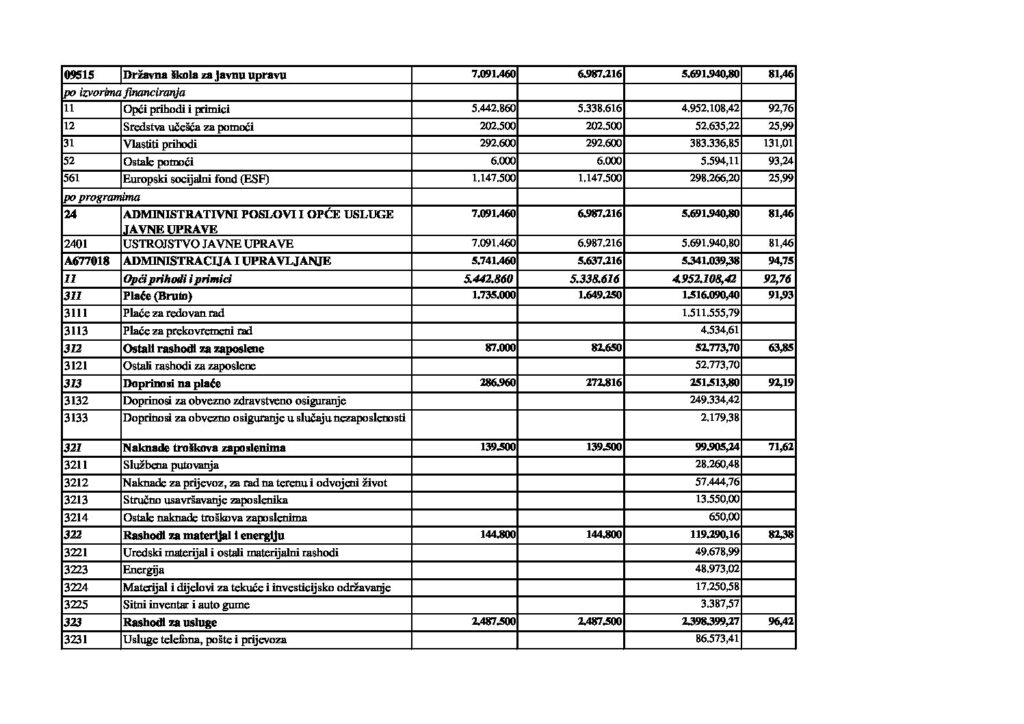 09515 Državna škola za javnu upravu 7.091.460 6.987.216 5.691.940,80 81,46
po izvorima financiranja
11 Opći prihodi i primici 5.442.860 5.338.616 4.952.108,42 92,76
12 Sredstva učešća za pomoći 202.500 202.500 52.635,22 25,99
31 Vlastiti prihodi 292.600 292.600 383.336,85 131,01
52 Ostale pomoći 6.000 6.000 5.594,11 93,24
561 Europski socijalni fond (ESF) 1.147.500 1.147.500 298.266,20 25,99
po programima
24 ADMINISTRATIVNI POSLOVI I OPĆE USLUGE 7.091.460 6.987.216 5.691.940,80 81,46
JAVNE UPRAVE
2401 USTROJSTVO JAVNE UPRAVE 7.091.460 6.987.216 5.691.940,80 81,46
A677018 ADMINISTRACIJA I UPRAVLJANJE 5.741.460 5.637.216 5.341.039,38 94,75
11 Opći prihodi i primici 5.442.860 5.338.616 4.952.108,42 92,76
311 Plaće (Bruto) 1.735.000 1.649.250 1.516.090,40 91,93
3111 Plaće za redovan rad 1.511.555,79
3113 Plaće za prekovremeni rad 4.534,61
312 Ostali rashodi za zaposlene 87.000 82.650 52.773,70 63,85
3121 Ostali rashodi za zaposlene 52.773,70
313 Doprinosi na plaće 286.960 272.816 251.513,80 92,19
3132 Doprinosi za obvezno zdravstveno osiguranje 249.334,42
3133 Doprinosi za obvezno osiguranje u slučaju nezaposlenosti 2.179,38
321 Naknade troškova zaposlenima 139.500 139.500 99.905,24 71,62
3211 Službena putovanja 28.260,48
3212 Naknade za prijevoz, za rad na terenu i odvojeni život 57.444,76
3213 Stručno usavršavanje zaposlenika 13.550,00
3214 Ostale naknade troškova zaposlenima 650,00
322 Rashodi za materijal i energiju 144.800 144.800 119.290,16 82,38
3221 Uredski materijal i ostali materijalni rashodi 49.678,99
3223 Energija 48.973,02
3224 Materijal i dijelovi za tekuće i investicijsko održavanje 17.250,58
3225 Sitni inventar i auto gume 3.387,57
323 Rashodi za usluge 2.487.500 2.487.500 2.398.399,27 96,42
3231 Usluge telefona, pošte i prijevoza 86.573,41